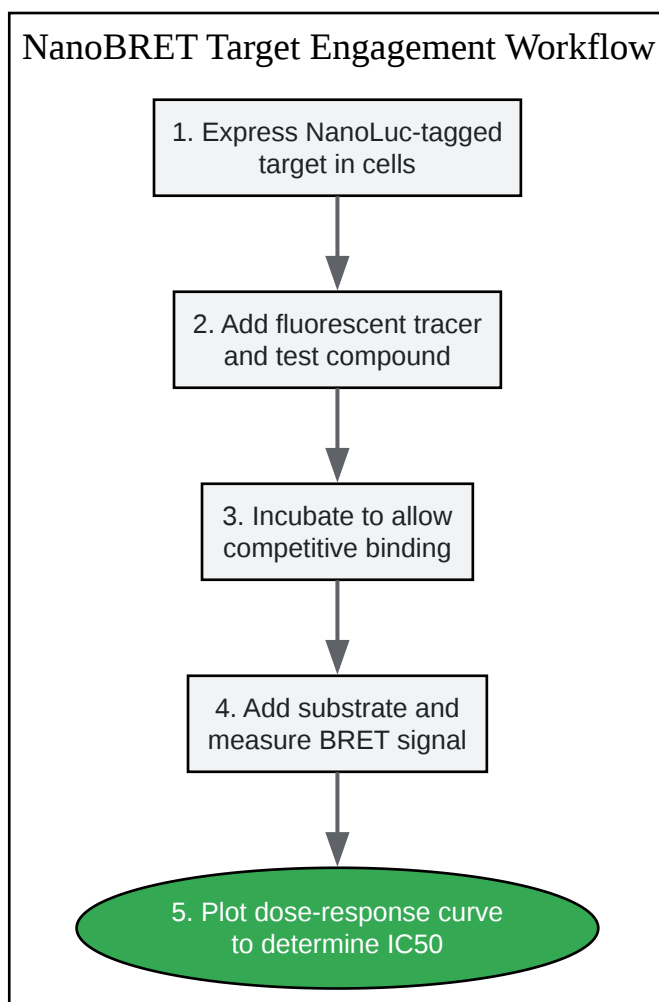 NanoBRET Target Engagement Workflow
1. Express NanoLuc-tagged
target in cells
2. Add fluorescent tracer
and test compound
3. Incubate to allow
competitive binding
4. Add substrate and
measure BRET signal
5. Plot dose-response curve
to determine IC50